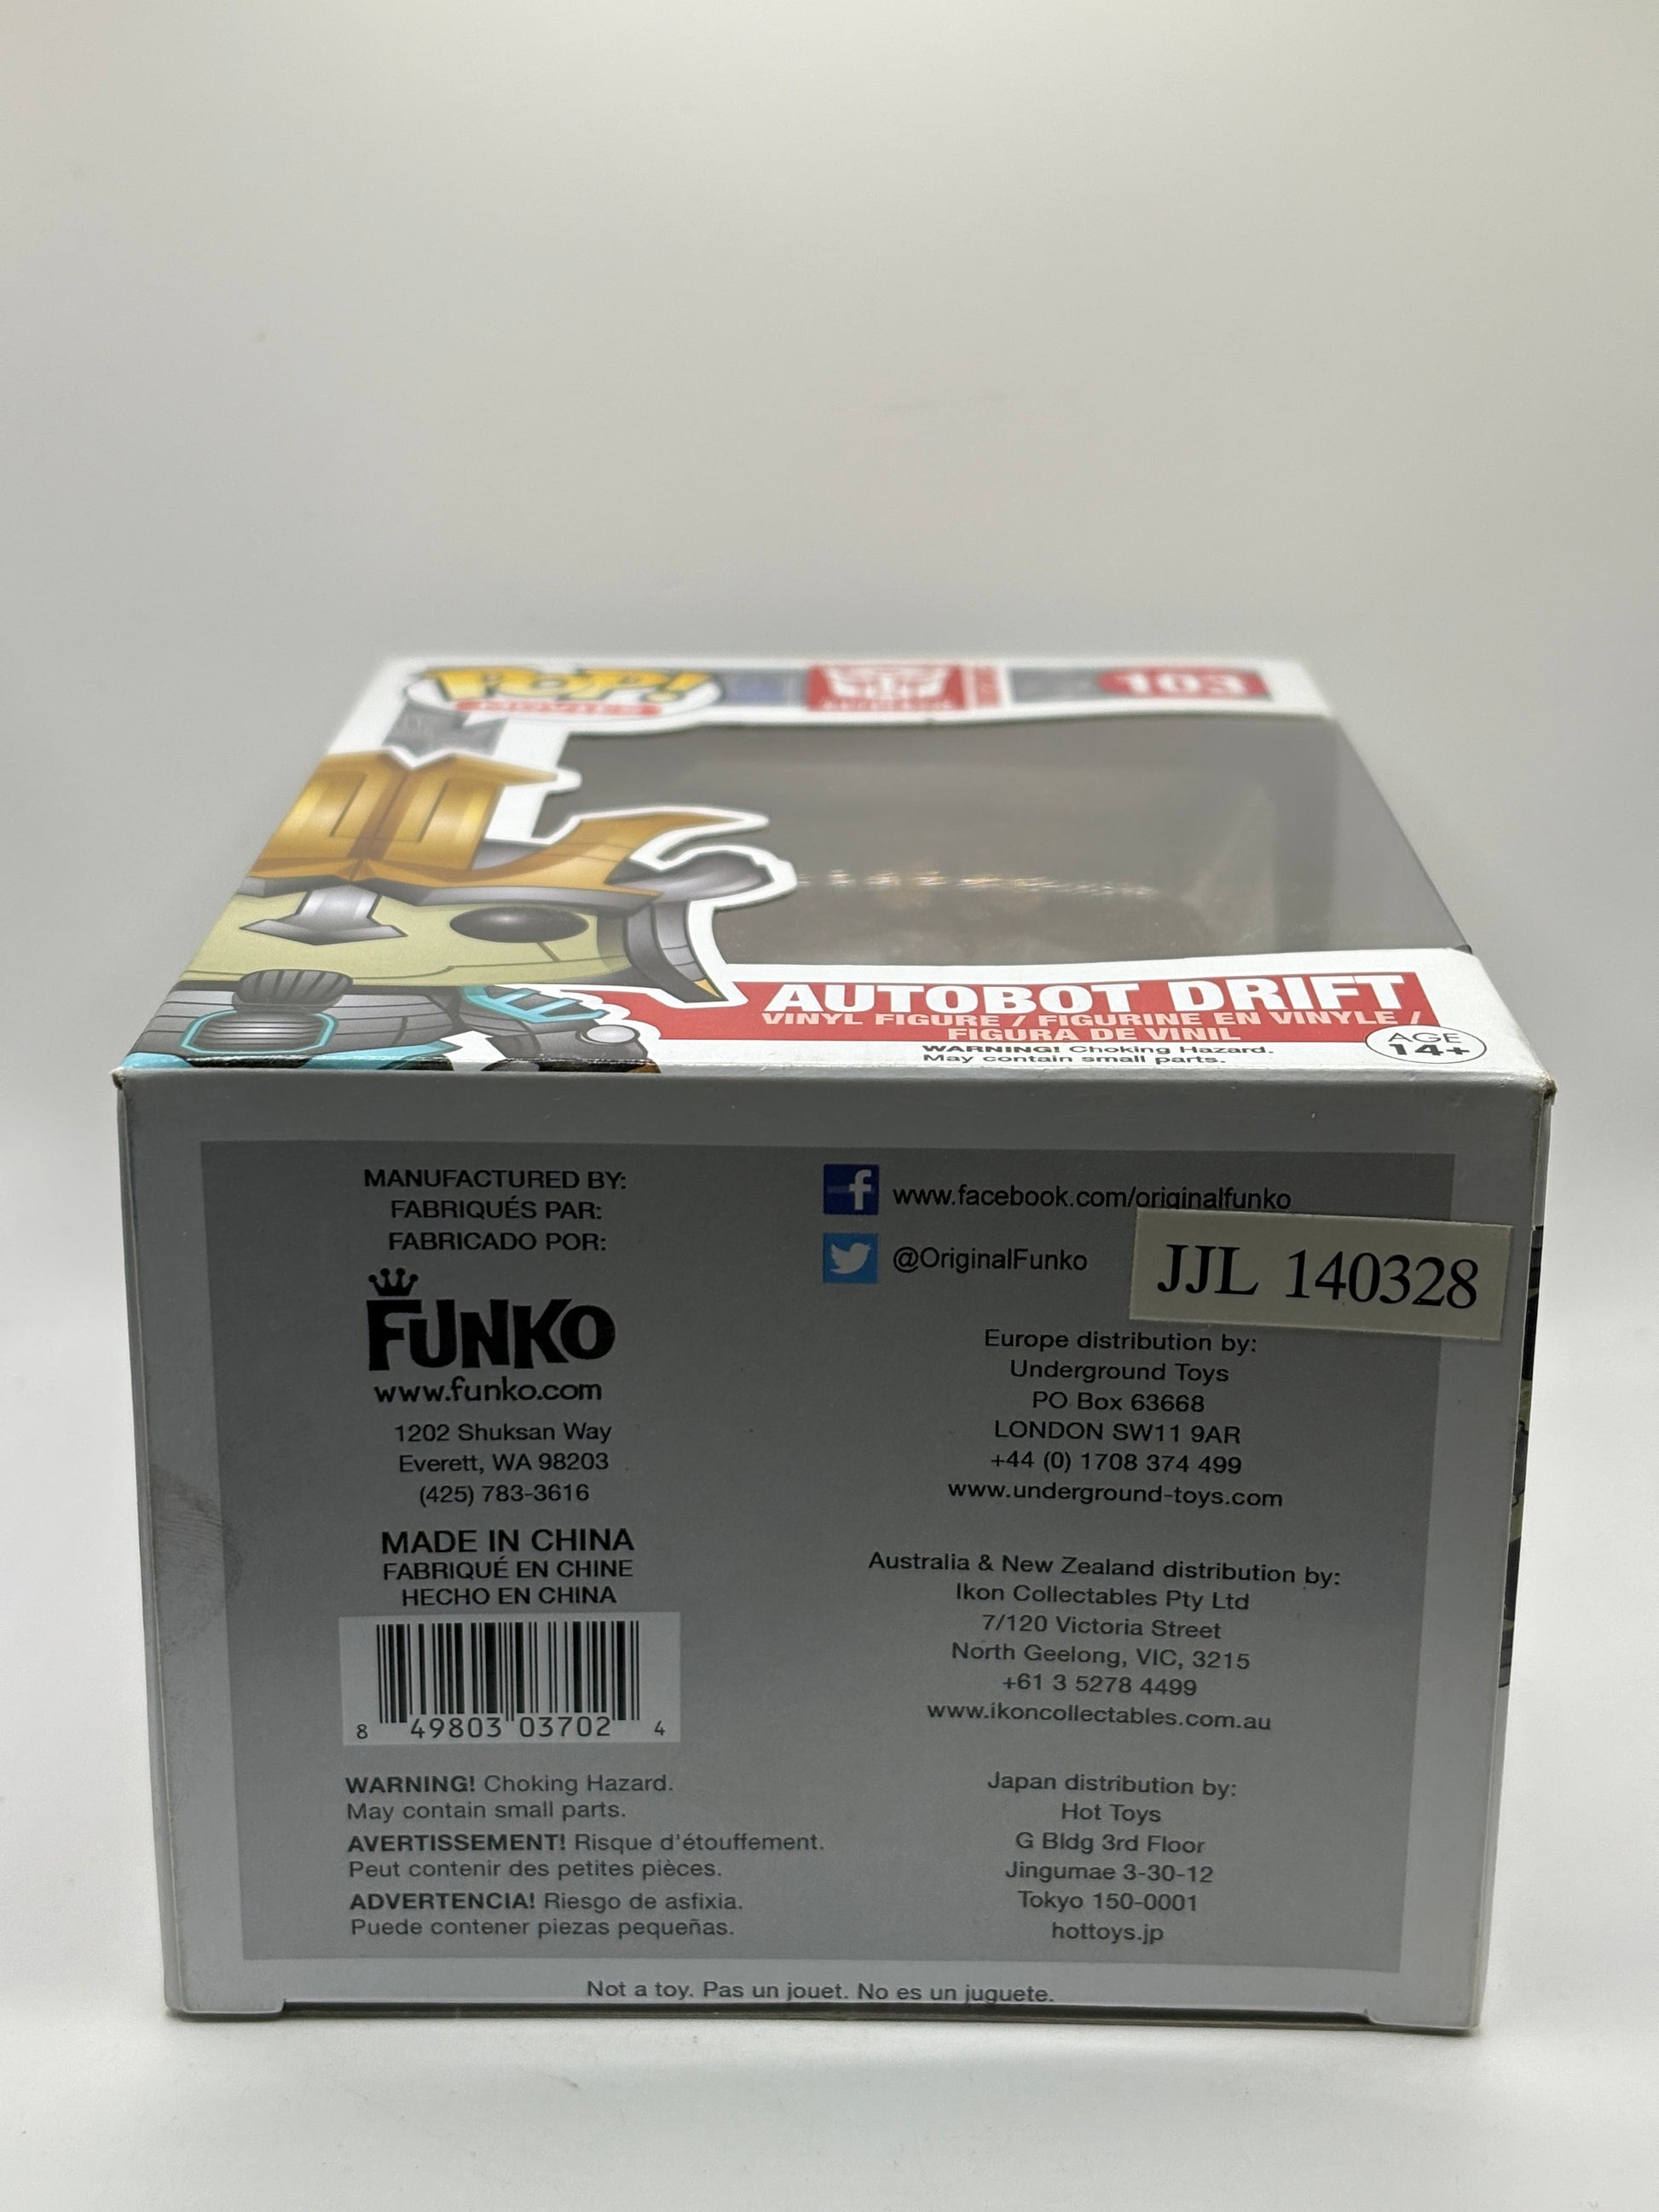 POP!
MOVIES
103
AUTOBOT DRIFT
VINYL FIGURE / FIGURINE EN VINYLE /
FIGURA DE VINIL
WARNING! Choking Hazard.
May contain small parts.
AGE
14+
MANUFACTURED BY:
FABRIQUÉS PAR:
FABRICADO POR:
FUNKO
www.funko.com
1202 Shuksan Way
Everett, WA 98203
(425) 783-3616
MADE IN CHINA
FABRIQUÉ EN CHINE
HECHO EN CHINA
8 49803 03702 4
WARNING! Choking Hazard.
May contain small parts.
AVERTISSEMENT! Risque d'étouffement.
Peut contenir des petites pièces.
ADVERTENCIA! Riesgo de asfixia.
Puede contener piezas pequeñas.
f www.facebook.com/originalfunko
@OriginalFunko
JJL 140328
Europe distribution by:
Underground Toys
PO Box 63668
LONDON SW11 9AR
+44 (0) 1708 374 499
www.underground-toys.com
Australia & New Zealand distribution by:
Ikon Collectables Pty Ltd
7/120 Victoria Street
North Geelong, VIC, 3215
+61 3 5278 4499
www.ikoncollectables.com.au
Japan distribution by:
Hot Toys
G Bldg 3rd Floor
Jingumae 3-30-12
Tokyo 150-0001
hottoys.jp
Not a toy. Pas un jouet. No es un juguete.